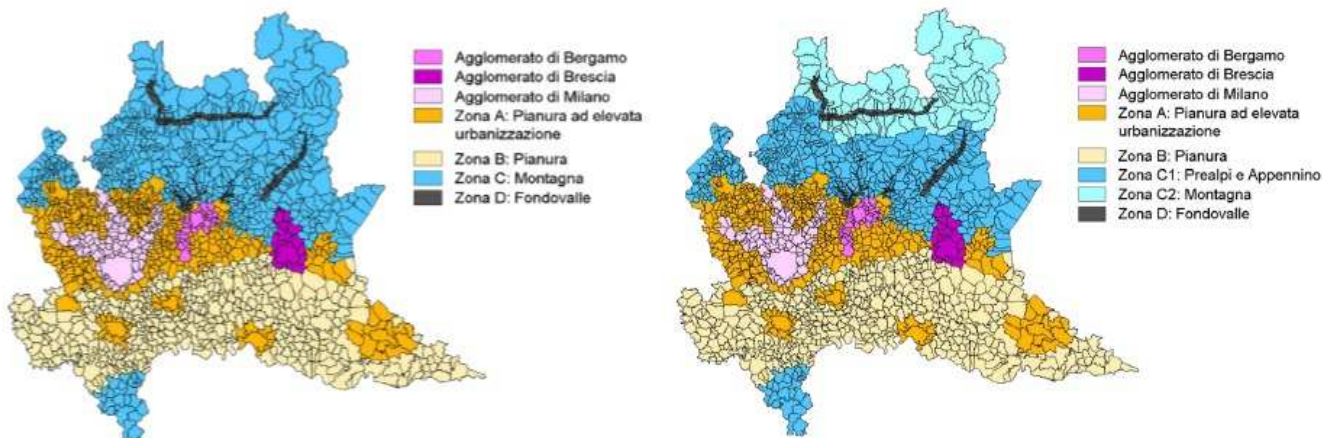 Agglomerato di Bergamo
Agglomerato di Brescia
Agglomerato di Milano
Zona A: Pianura ad elevata
urbanizzazione
Zona B: Pianura
Zona C: Montagna
Zona D: Fondovalle
Agglomerato di Bergamo
Agglomerato di Brescia
Agglomerato di Milano
Zona A: Pianura ad elevata
urbanizzazione
Zona B: Pianura
Zona C1: Prealpi e Appennino
Zona C2: Montagna
Zona D: Fondovalle